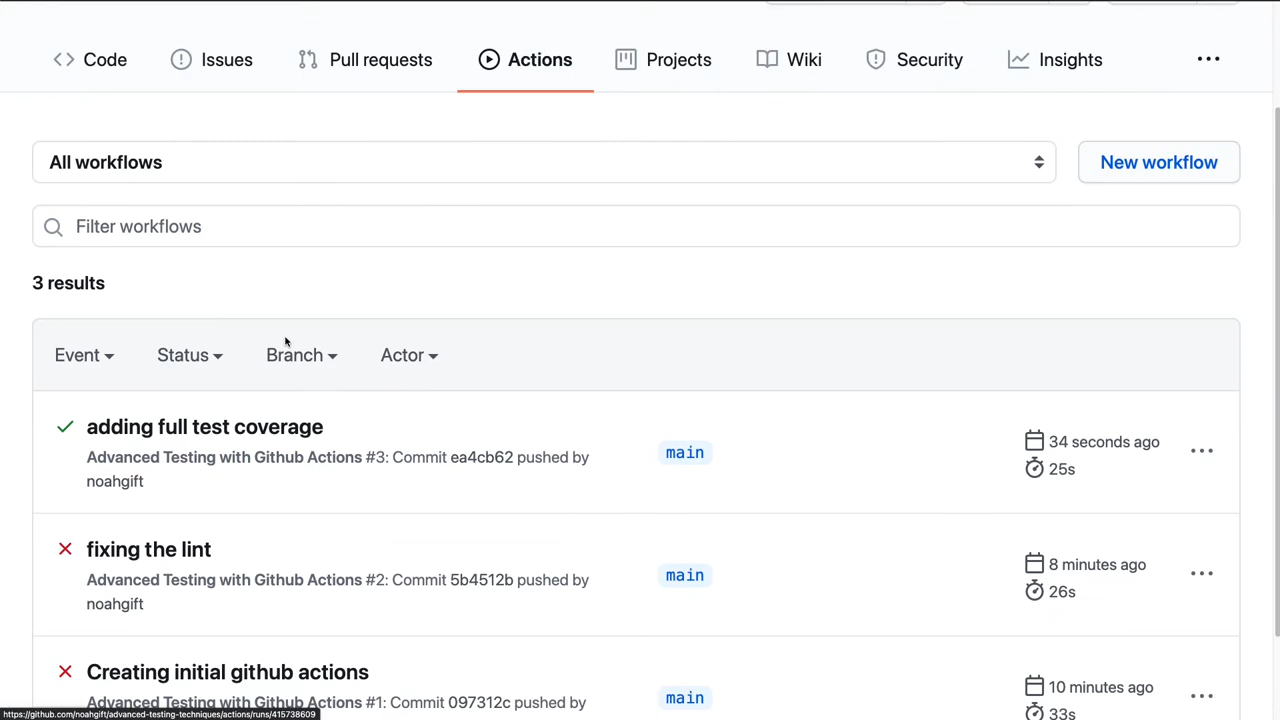 Code Issues Pull requests Actions Projects Wiki Security Insights ...
All workflows New workflow
Filter workflows
3 results
Event Status Branch Actor
adding full test coverage
Advanced Testing with Github Actions #3: Commit ea4cb62 pushed by
noahgift
main
34 seconds ago
25s
fixing the lint
Advanced Testing with Github Actions #2: Commit 5b4512b pushed by
noahgift
main
8 minutes ago
26s
Creating initial github actions
Advanced Testing with Github Actions #1: Commit 097312c pushed by
main
10 minutes ago
33s
https://github.com/noahgift/advanced-testing-techniques/actions/runs/415738609